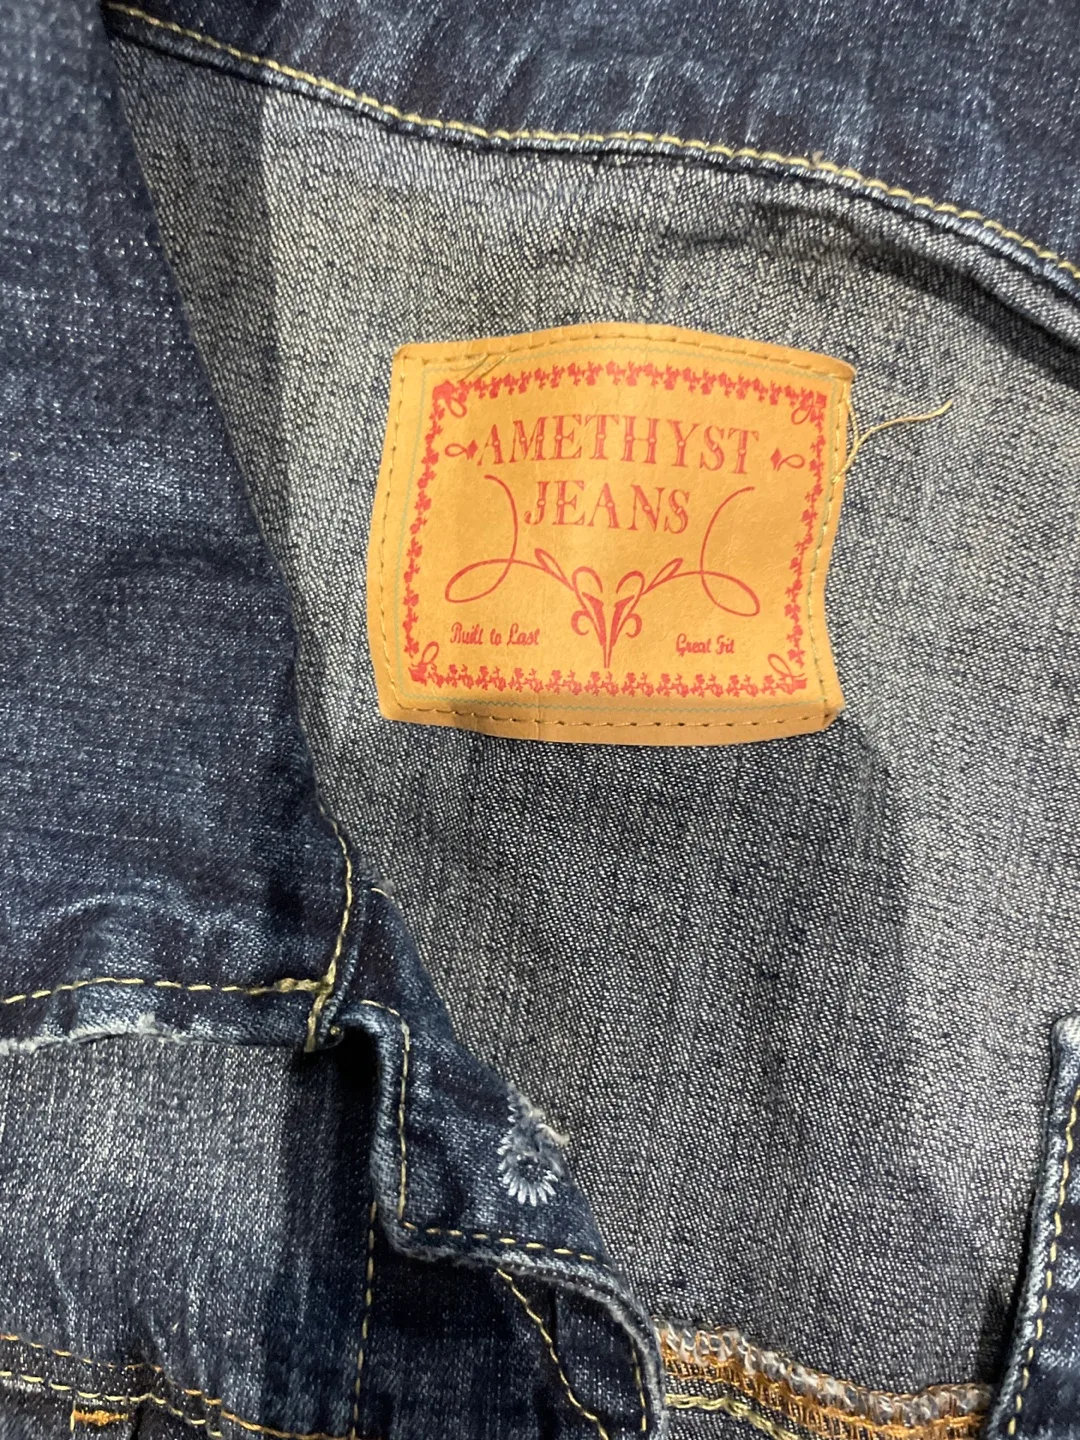 AMETHYST
JEANS
Built to Last
Great Fit